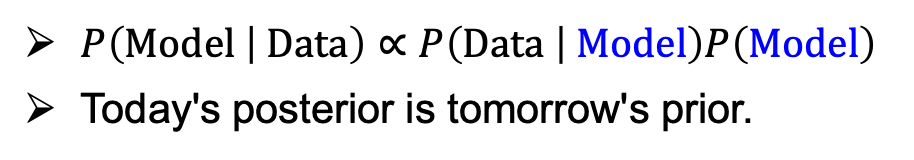 ➢ P(Model | Data) ∝ P(Data | Model)P(Model)
➢ Today's posterior is tomorrow's prior.